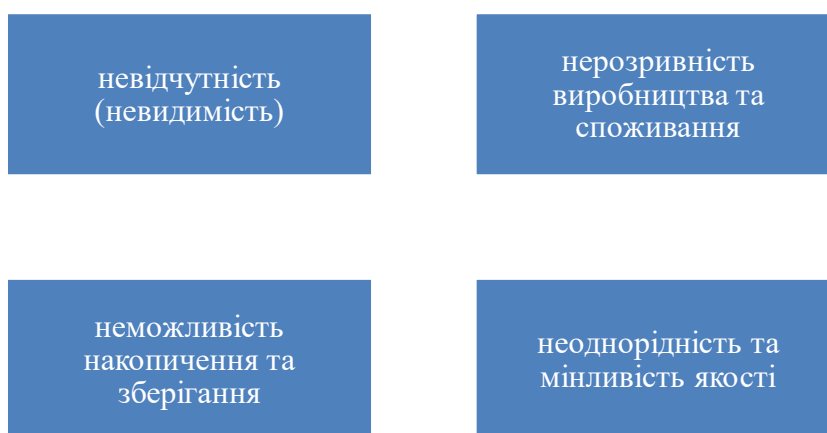 невідчутність
(невидимість)
нерозривність
виробництва та
споживання
неможливість
накопичення та
зберігання
неоднорідність та
мінливість якості